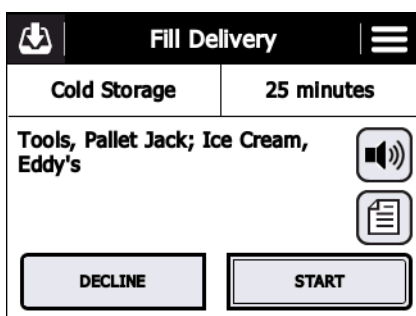 Fill Delivery
Cold Storage
25 minutes
Tools, Pallet Jack; Ice Cream,
Eddy's
DECLINE
START